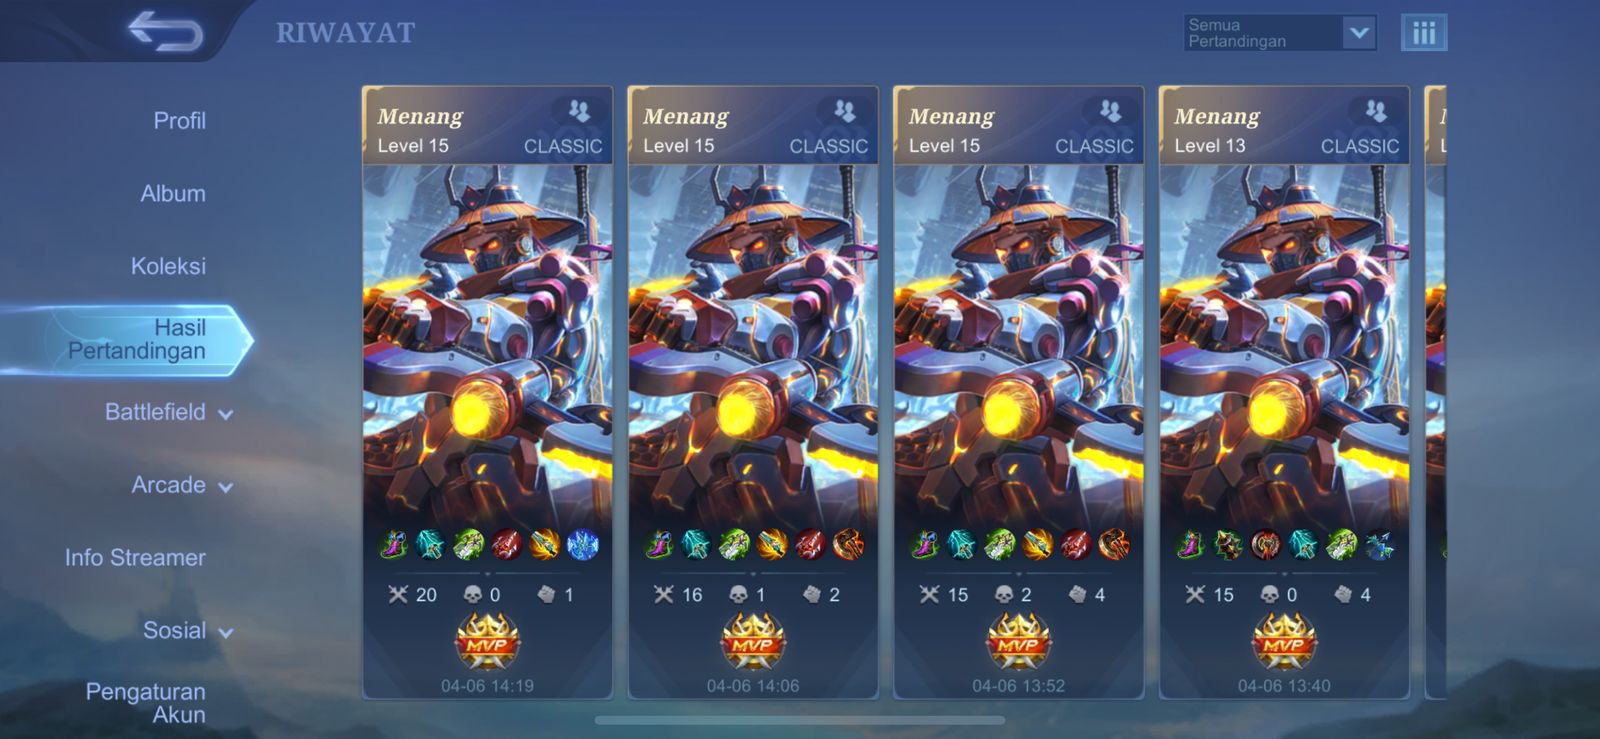 RIWAYAT
Semua
Pertandingan
Profil
Album
Koleksi
Hasil
Pertandingan
Battlefield
Arcade
Info Streamer
Sosial
Pengaturan
Akun
Menang
Level 15
CLASSIC
20
0
1
MVP
04-06 14:19
Menang
Level 15
CLASSIC
16
1
2
MVP
04-06 14:06
Menang
Level 15
CLASSIC
15
2
4
MVP
04-06 13:52
Menang
Level 13
CLASSIC
15
0
4
MVP
04-06 13:40